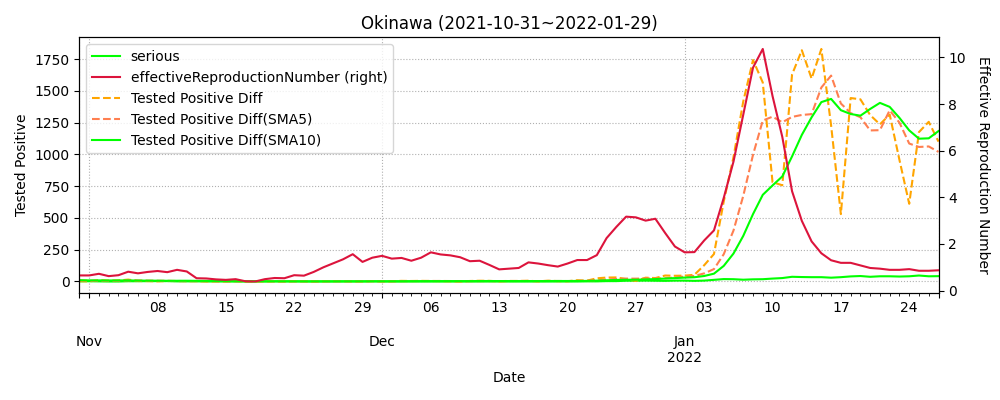 Okinawa (2021-10-31~2022-01-29)
serious
effectiveReproductionNumber (right)
Tested Positive Diff
Tested Positive Diff(SMA5)
Tested Positive Diff(SMA10)
Tested Positive
1750
1500
1250
1000
750
500
250
0
Effective Reproduction Number
10
8
6
4
2
0
08
15
22
29
06
13
20
27
03
10
17
24
Nov
Dec
Jan
2022
Date